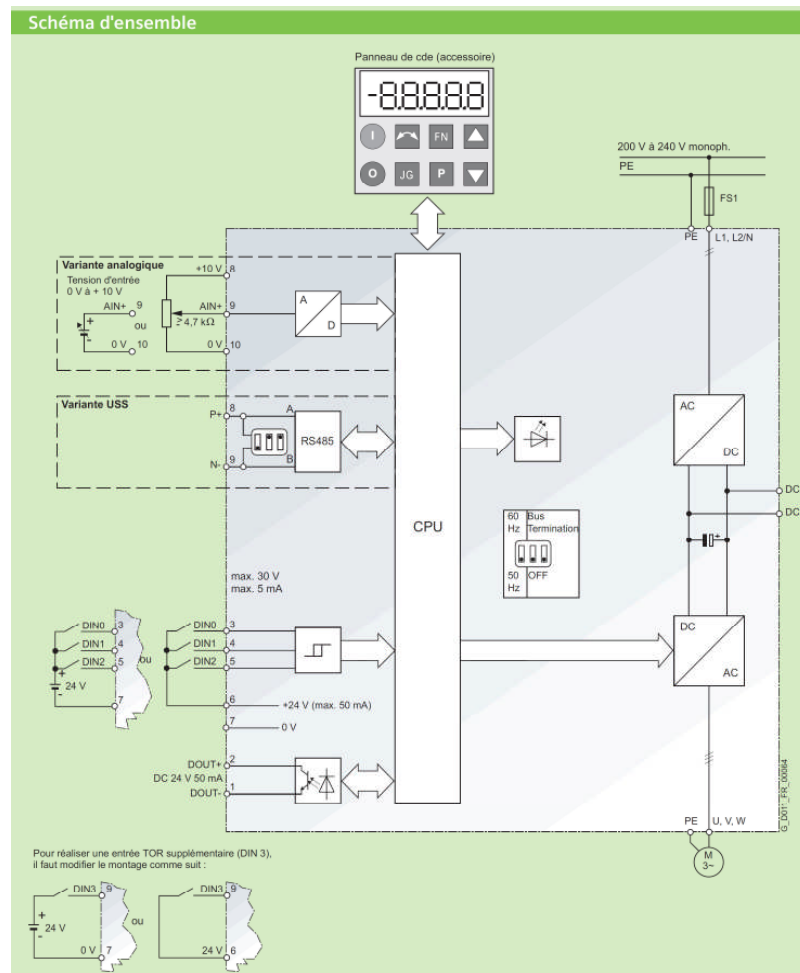 Schéma d'ensemble
Panneau de cde (accessoire)
-8.8.8.8.8
I
FN
O
JG
P
200 V à 240 V monoph.
PE
FS1
PE
L1, L2/N
Variante analogique
Tension d'entrée
0 V à + 10 V
AIN+ 9
+
ou
-
0 V 10
+10 V 8
AIN+ 9
≥ 4,7 kΩ
0 V 10
A
D
Variante USS
P+ 8
A
RS485
N- 9
B
CPU
AC
DC
DC
DC
+
60 Hz
Bus Termination
50 Hz
OFF
max. 30 V
max. 5 mA
DIN0 3
DIN1 4
DIN2 5
+
24 V
-
7
ou
DIN0 3
DIN1 4
DIN2 5
6
+24 V (max. 50 mA)
7
0 V
DC
AC
DOUT+ 2
DC 24 V 50 mA
DOUT- 1
PE
U, V, W
M
3~
G_D011_FR_00064
Pour réaliser une entrée TOR supplémentaire (DIN 3),
il faut modifier le montage comme suit :
DIN3 9
+
24 V
-
0 V 7
ou
DIN3 9
24 V 6